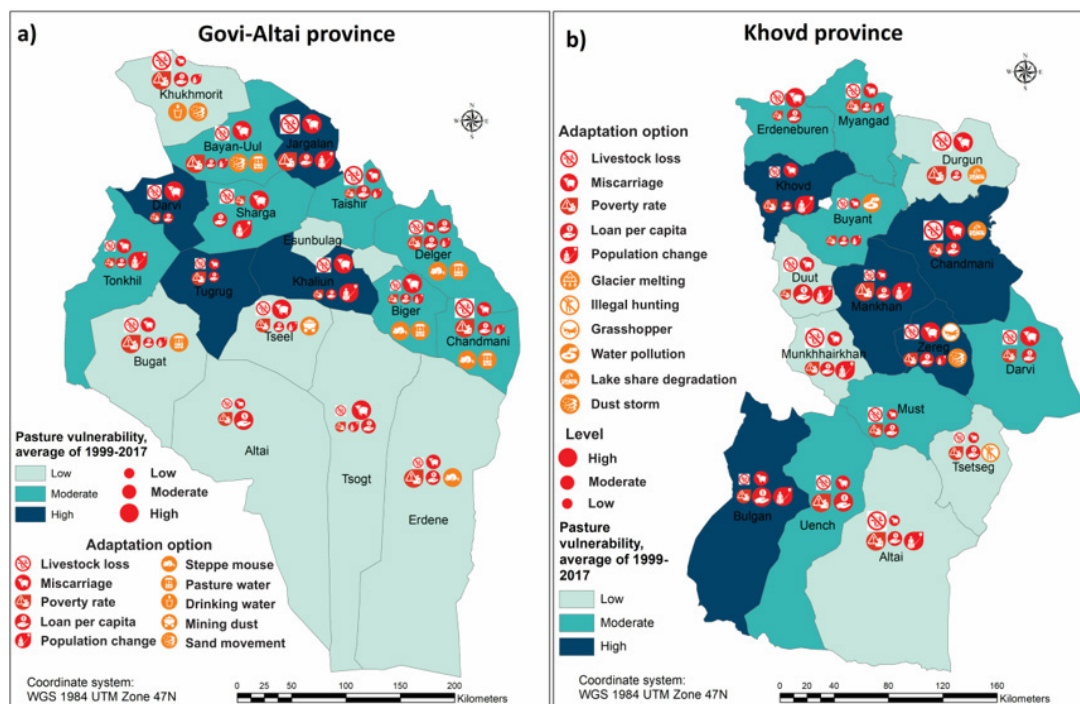 a)
Govi-Altai province
Khukhmorit
Bayan-Uul
Jargalan
Darvi
Sharga
Taishir
Esunbulag
Delger
Tonkhil
Tugrug
Khaliun
Biger
Chandmani
Bugat
Tseel
Altai
Tsogt
Erdene
Pasture vulnerability,
average of 1999-2017
Low
Moderate
High
Low
Moderate
High
Adaptation option
Livestock loss
Miscarriage
Poverty rate
Loan per capita
Population change
Steppe mouse
Pasture water
Drinking water
Mining dust
Sand movement
Coordinate system:
WGS 1984 UTM Zone 47N
0 25 50 100 150 200
Kilometers
N
W E
S
b)
Khovd province
N
W E
S
Adaptation option
Livestock loss
Miscarriage
Poverty rate
Loan per capita
Population change
Glacier melting
Illegal hunting
Grasshopper
Water pollution
Lake share degradation
Dust storm
Level
High
Moderate
Low
Pasture
vulnerability,
average of 1999-
2017
Low
Moderate
High
Erdeneburen
Myangad
Durgun
Khovd
Buyant
Chandmani
Duut
Mankhan
Munkhhairkhan
Zereg
Darvi
Must
Tsetseg
Bulgan
Uench
Altai
Coordinate system:
WGS 1984 UTM Zone 47N
0 20 40 80 120 160
Kilometers